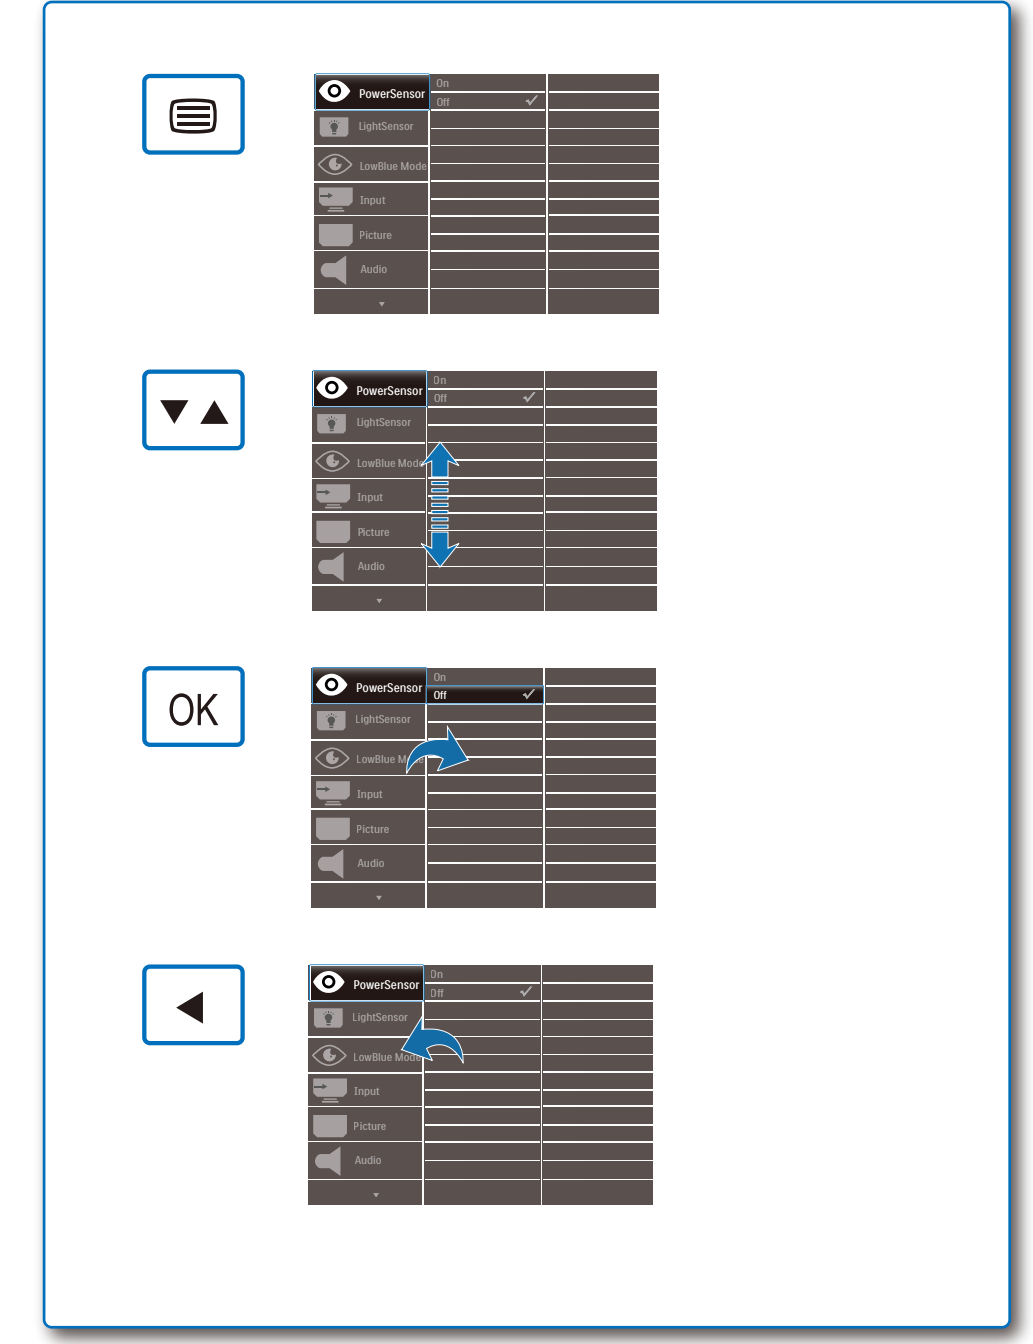 PowerSensor
On
Off
LightSensor
LowBlue Mode
Input
Picture
Audio
PowerSensor
On
Off
LightSensor
LowBlue Mode
Input
Picture
Audio
OK
PowerSensor
On
Off
LightSensor
LowBlue M e
Input
Picture
Audio
PowerSensor
On
Off
LightSensor
LowBlue Mode
Input
Picture
Audio